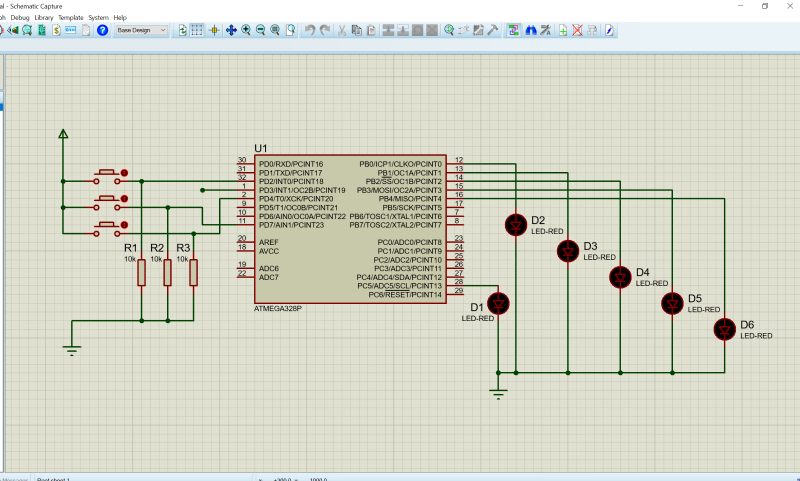 al - Schematic Capture
ph Debug Library Template System Help
Base Design
U1
30 PD0/RXD/PCINT16 PB0/ICP1/CLKO/PCINT0 12
31 PD1/TXD/PCINT17 PB1/OC1A/PCINT1 13
32 PD2/INT0/PCINT18 PB2/SS/OC1B/PCINT2 14
1 PD3/INT1/OC2B/PCINT19 PB3/MOSI/OC2A/PCINT3 15
2 PD4/T0/XCK/PCINT20 PB4/MISO/PCINT4 16
9 PD5/T1/OC0B/PCINT21 PB5/SCK/PCINT5 17
10 PD6/AIN0/OC0A/PCINT22 PB6/TOSC1/XTAL1/PCINT6 7
11 PD7/AIN1/PCINT23 PB7/TOSC2/XTAL2/PCINT7 8
20 AREF PC0/ADC0/PCINT8 23
18 AVCC PC1/ADC1/PCINT9 24
PC2/ADC2/PCINT10 25
19 ADC6 PC3/ADC3/PCINT11 26
22 ADC7 PC4/ADC4/SDA/PCINT12 27
PC5/ADC5/SCL/PCINT13 28
PC6/RESET/PCINT14 29
ATMEGA328P
R1 R2 R3
10k 10k 10k
D2
LED-RED
D3
LED-RED
D4
LED-RED
D1
LED-RED
D5
LED-RED
D6
LED-RED
Root sheet 1